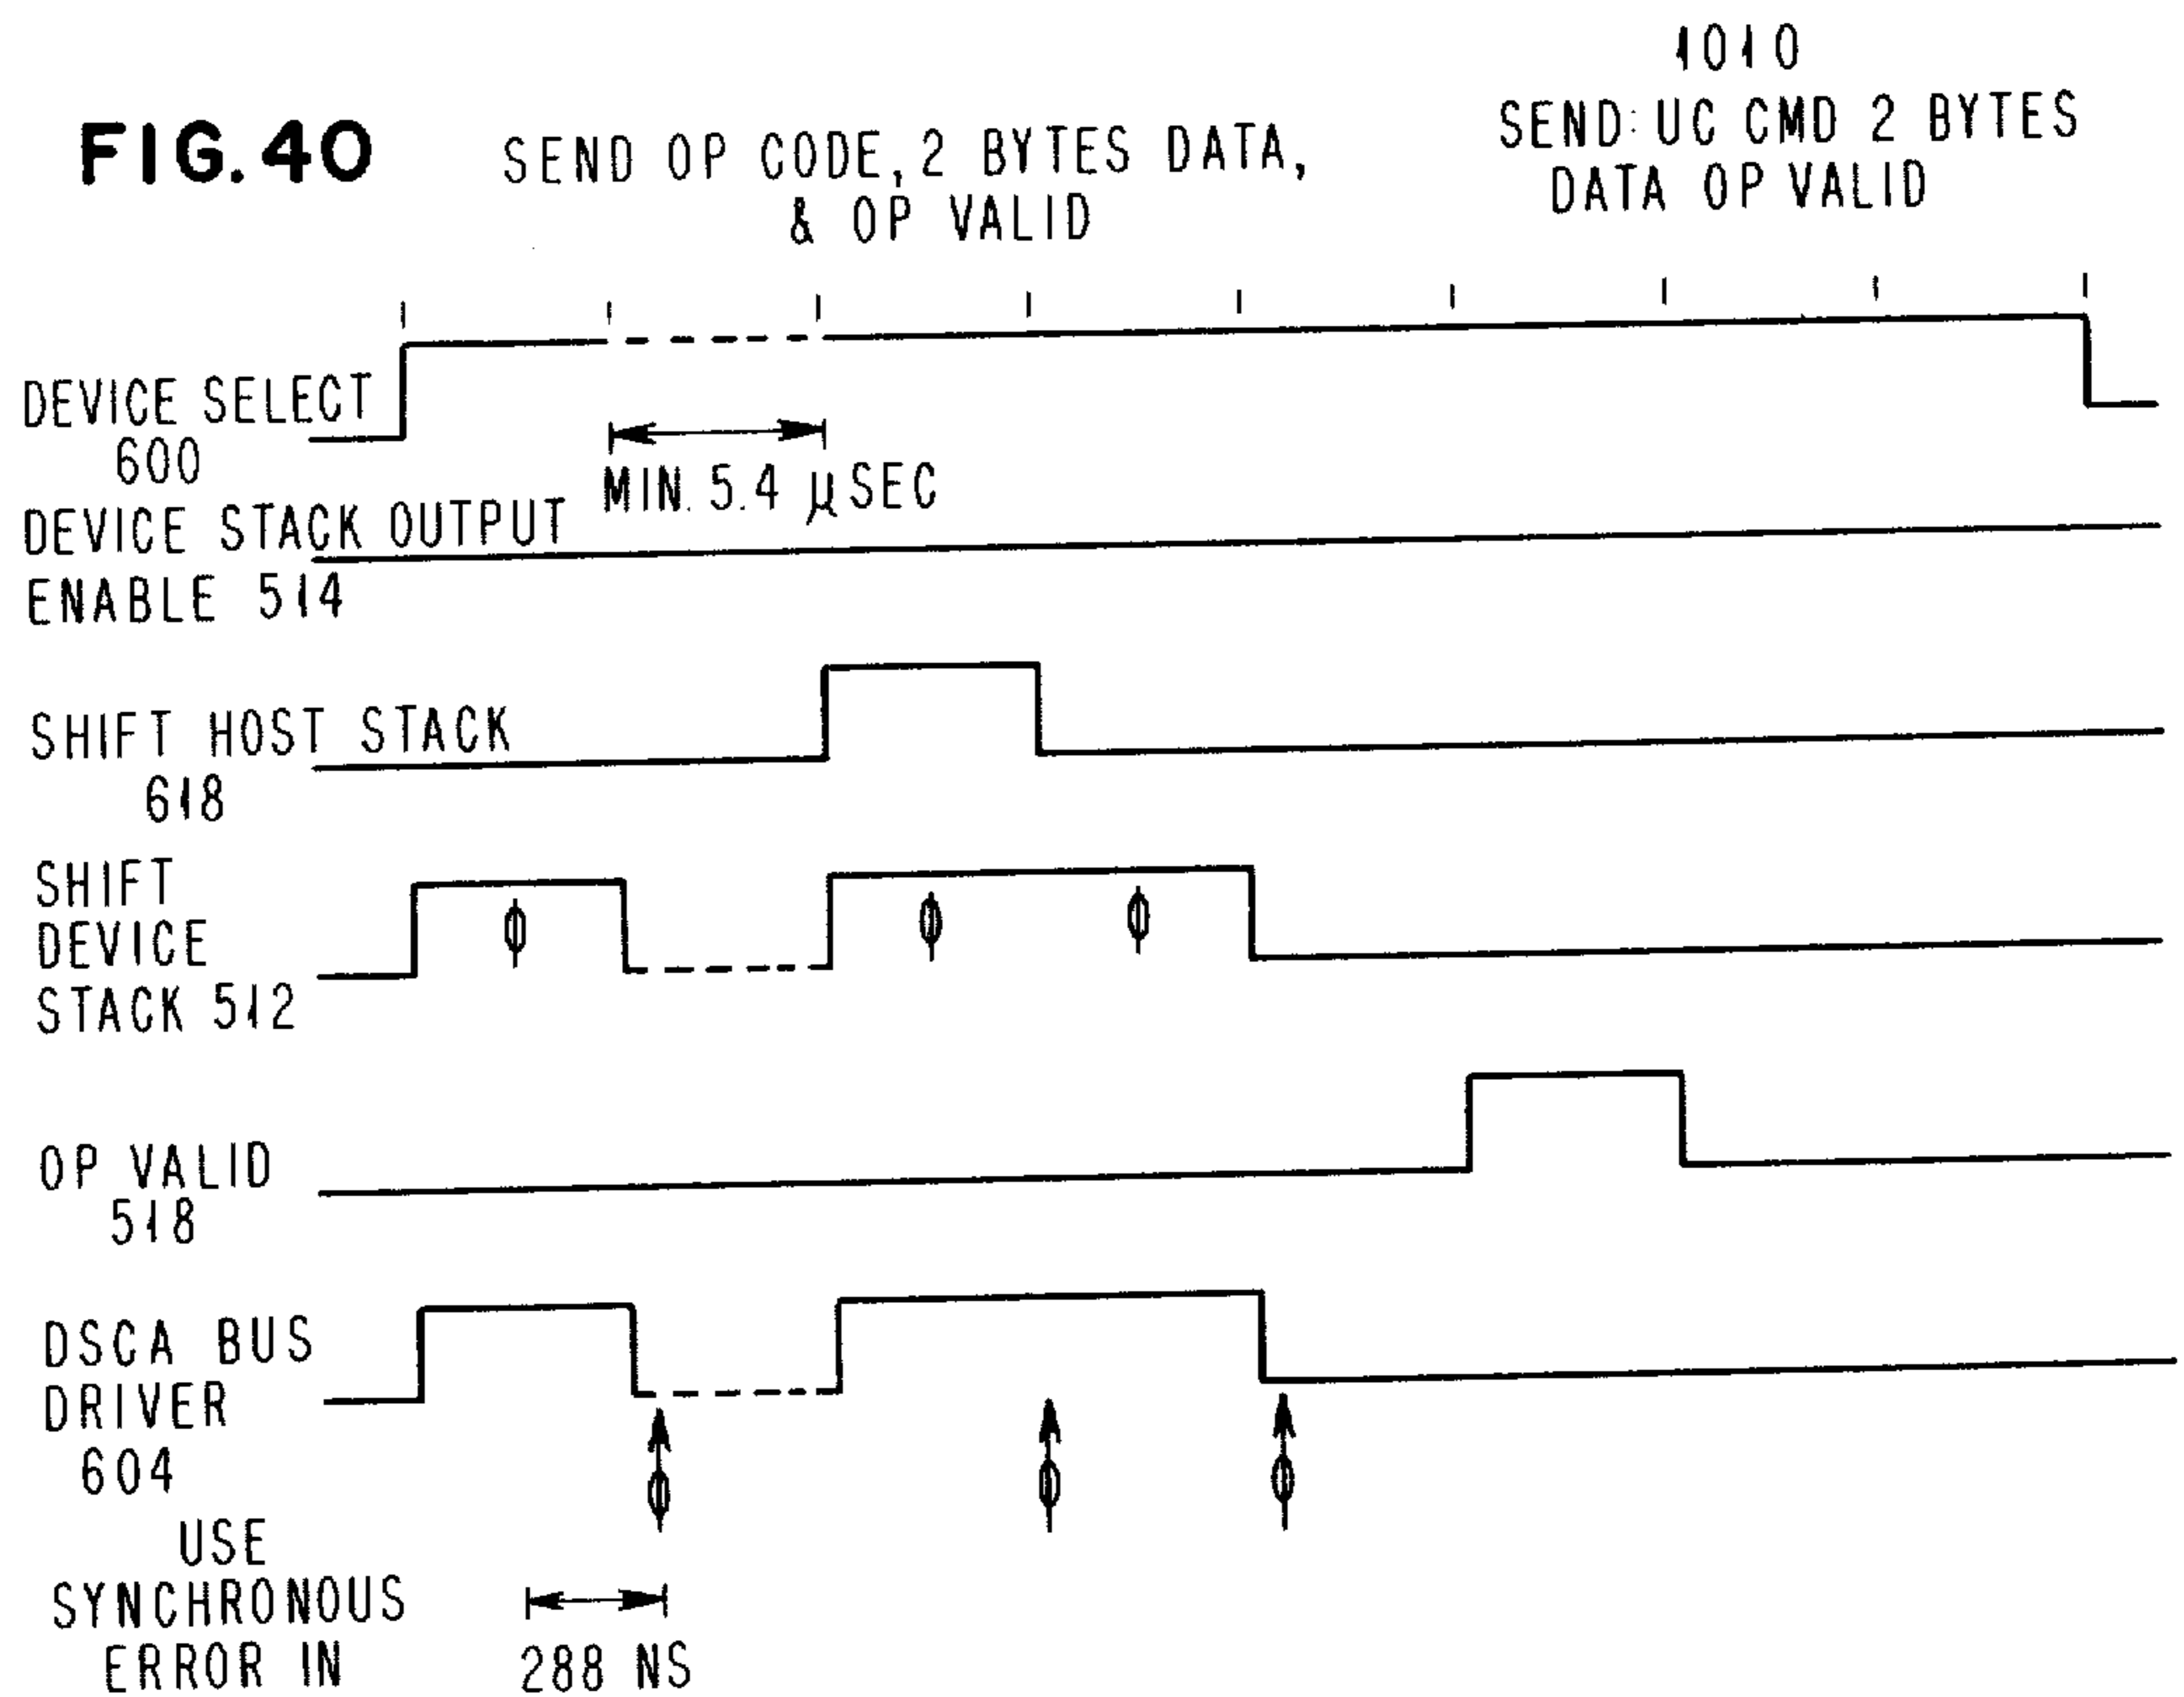 1010
FIG.40 SEND OP CODE, 2 BYTES DATA,
& OP VALID
SEND: UC CMD 2 BYTES
DATA OP VALID
DEVICE SELECT
600
MIN. 5.4 μSEC
DEVICE STACK OUTPUT
ENABLE 514
SHIFT HOST STACK
618
SHIFT
DEVICE
STACK 512
OP VALID
518
DSCA BUS
DRIVER
604
USE
SYNCHRONOUS
ERROR IN
288 NS